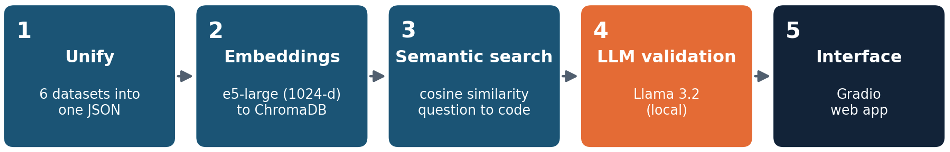 1
Unify
6 datasets into
one JSON
2
Embeddings
e5-large (1024-d)
to ChromaDB
3
Semantic search
cosine similarity
question to code
4
LLM validation
Llama 3.2
(local)
5
Interface
Gradio
web app